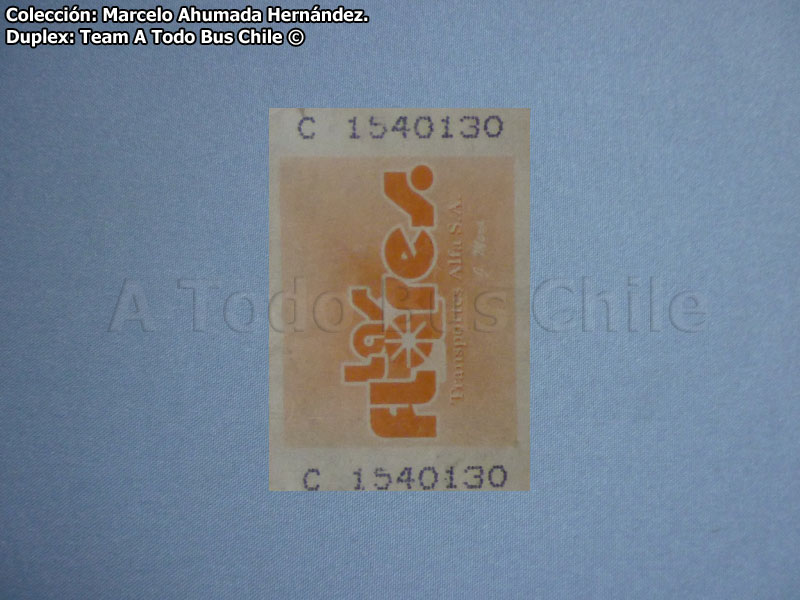 Colección: Marcelo Ahumada Hernández.
Duplex: Team A Todo Bus Chile ©
C 1540130
Las
Flores.
Transportes Alfa S.A.
A Todo Bus Chile
C 1540130